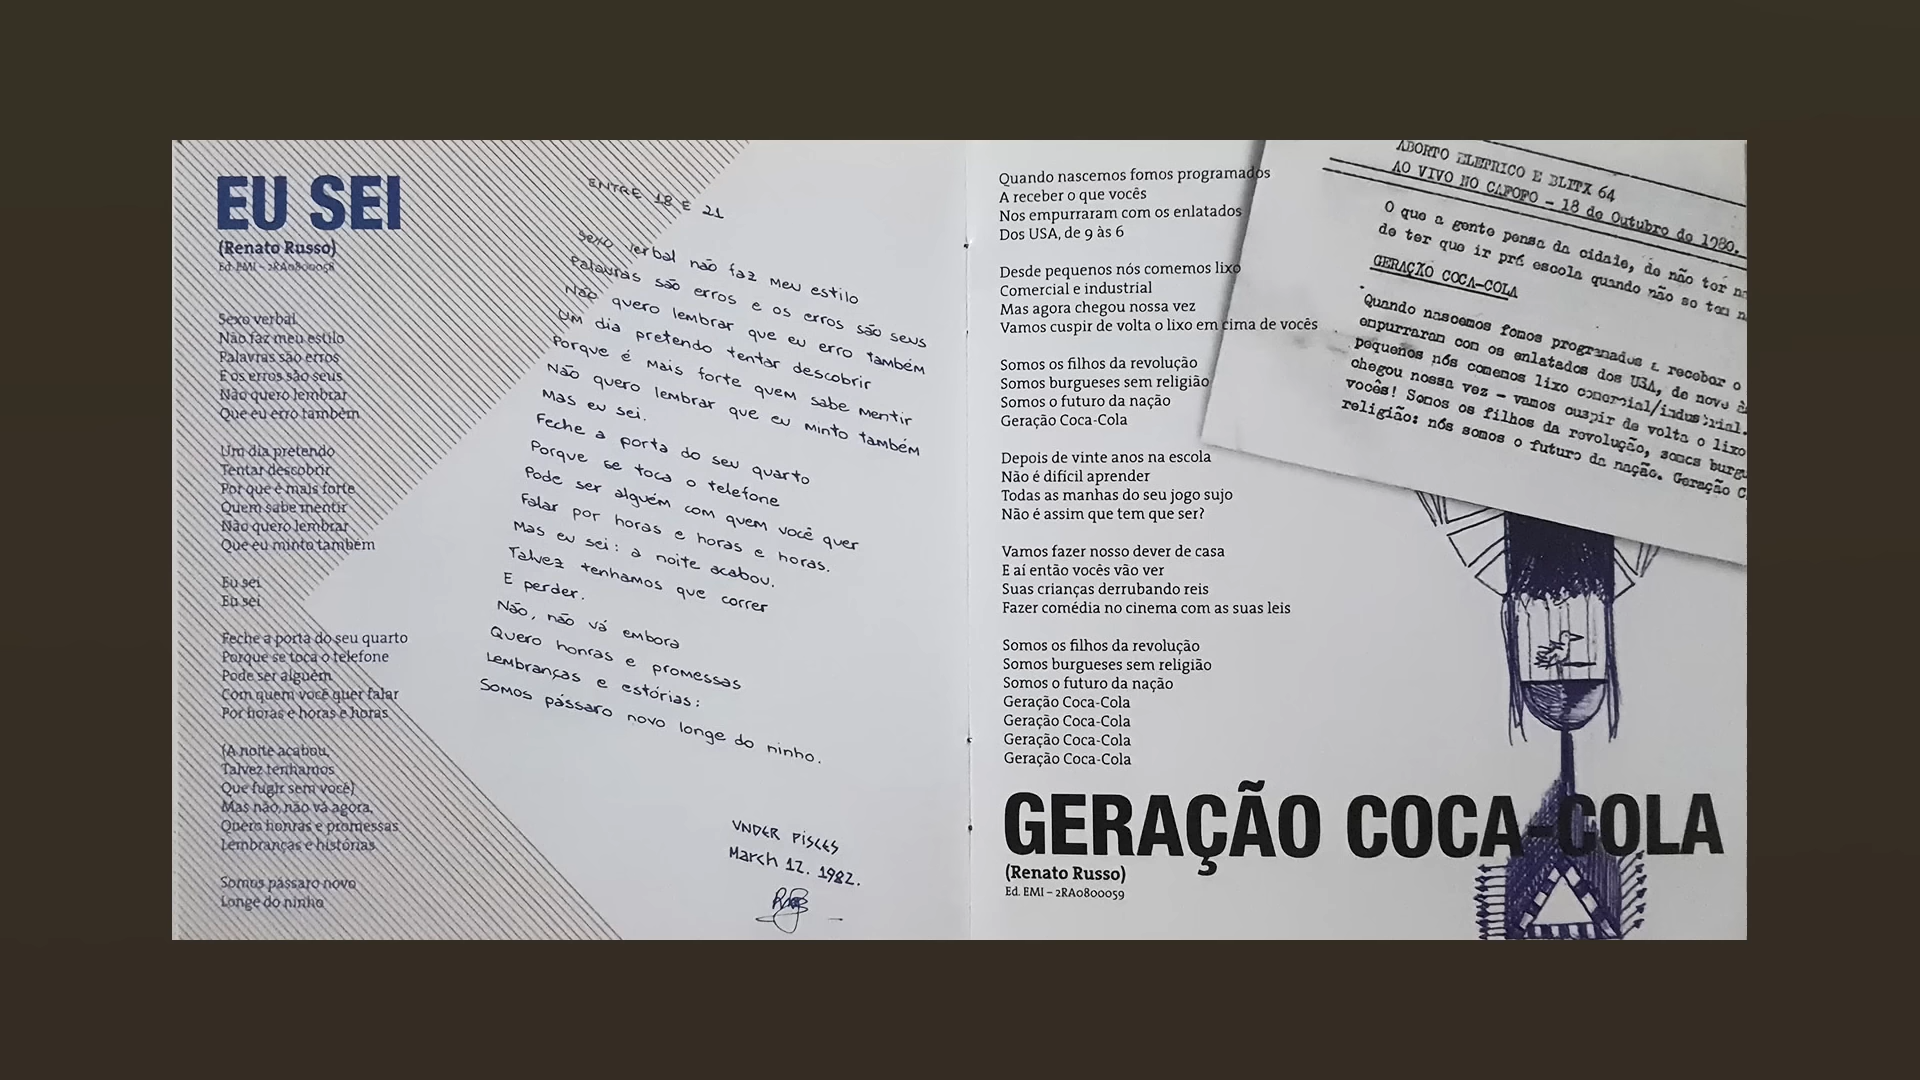 EU SEI
(Renato Russo)
Ed. EMI – 2RA0800058
Sexo verbal
Não faz meu estilo
Palavras são erros
E os erros são seus
Não quero lembrar
Que eu erro também
Um dia pretendo
Tentar descobrir
Por que é mais forte
Quem sabe mentir
Não quero lembrar
Que eu minto também
Eu sei
Eu sei
Feche a porta do seu quarto
Porque se toca o telefone
Pode ser alguém
Com quem você quer falar
Por horas e horas e horas
(A noite acabou,
Talvez tenhamos
Que fugir sem você)
Mas não, não vá agora,
Quero honras e promessas
Lembranças e histórias
Somos pássaro novo
Longe do ninho
ENTRE 18 E 21
Sexo verbal não faz meu estilo
Palavras são erros e os erros são seus
Não quero lembrar que eu erro também
Um dia pretendo tentar descobrir
Porque é mais forte quem sabe mentir
Não quero lembrar que eu minto também
Mas eu sei.
Feche a porta do seu quarto
Porque se toca o telefone
Pode ser alguém com quem você quer
Falar por horas e horas e horas.
Mas eu sei: a noite acabou.
Talvez tenhamos que correr
E perder.
Não, não vá embora
Quero honras e promessas
Lembranças e estórias:
Somos pássaro novo longe do ninho.
UNDER PISCES
March 12. 1982.
Quando nascemos fomos programados
A receber o que vocês
Nos empurraram com os enlatados
Dos USA, de 9 às 6
Desde pequenos nós comemos lixo
Comercial e industrial
Mas agora chegou nossa vez
Vamos cuspir de volta o lixo em cima de vocês
Somos os filhos da revolução
Somos burgueses sem religião
Somos o futuro da nação
Geração Coca-Cola
Depois de vinte anos na escola
Não é difícil aprender
Todas as manhas do seu jogo sujo
Não é assim que tem que ser?
Vamos fazer nosso dever de casa
E aí então vocês vão ver
Suas crianças derrubando reis
Fazer comédia no cinema com as suas leis
Somos os filhos da revolução
Somos burgueses sem religião
Somos o futuro da nação
Geração Coca-Cola
Geração Coca-Cola
Geração Coca-Cola
Geração Coca-Cola
GERAÇÃO COCA-COLA
(Renato Russo)
Ed. EMI – 2RA0800059
ABORTO ELETRICO E BLITX 64
AO VIVO NO CAFOFO - 18 de Outubro de 1980.
O que a gente pensa da cidade, de não ter
de ter que ir prá escola quando não se tem
GERAÇÃO COCA-COLA
Quando nascemos fomos programados a receber o
empurraram com os enlatados dos USA, de nove
pequenos nós comemos lixo comercial/industrial.
chegou nossa vez - vamos cuspir de volta o lixo
vocês! Somos os filhos da revolução, somos
religião: nós somos o futuro da nação. Geração